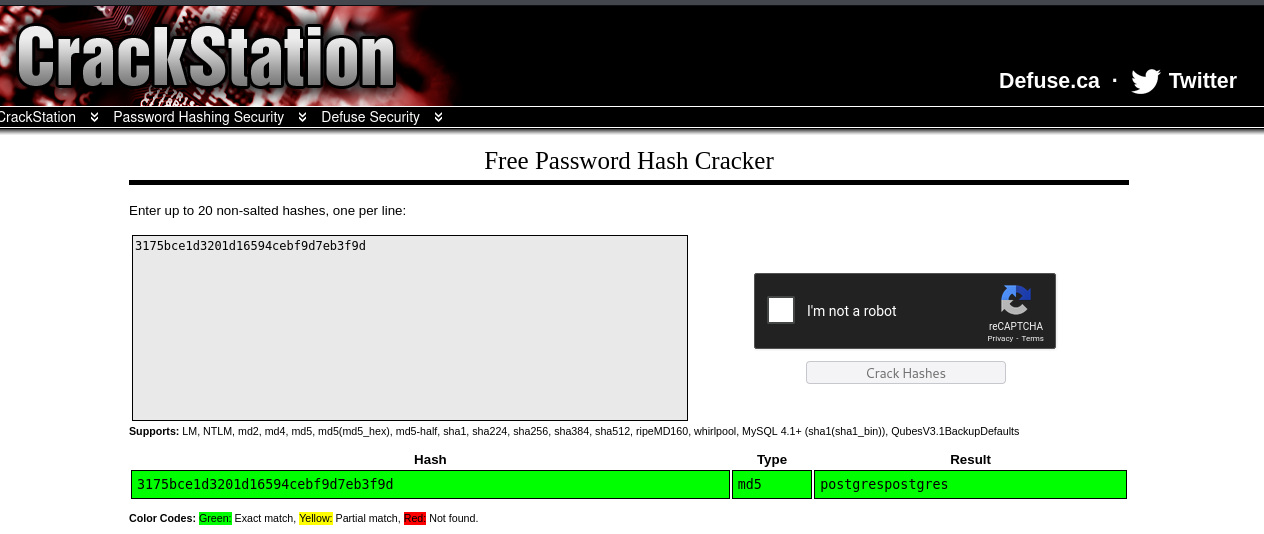 CrackStation
Defuse.ca · Twitter
CrackStation Password Hashing Security Defuse Security
Free Password Hash Cracker
Enter up to 20 non-salted hashes, one per line:
3175bce1d3201d16594cebf9d7eb3f9d
I'm not a robot
reCAPTCHA
Privacy - Terms
Crack Hashes
Supports: LM, NTLM, md2, md4, md5, md5(md5_hex), md5-half, sha1, sha224, sha256, sha384, sha512, ripeMD160, whirlpool, MySQL 4.1+ (sha1(sha1_bin)), QubesV3.1BackupDefaults
Hash Type Result
3175bce1d3201d16594cebf9d7eb3f9d md5 postgrespostgres
Color Codes: Green: Exact match, Yellow: Partial match, Red: Not found.